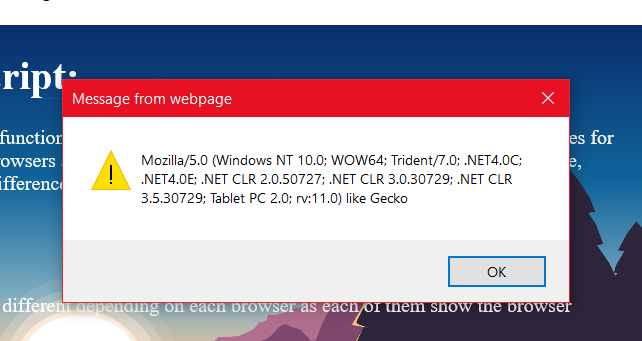 ript:
Message from webpage
function
es for
Mozilla/5.0 (Windows NT 10.0; WOW64; Trident/7.0; .NET4.0C;
.NET4.0E; .NET CLR 2.0.50727; .NET CLR 3.0.30729; .NET CLR
3.5.30729; Tablet PC 2.0; rv:11.0) like Gecko
rowsers
e,
ifference
OK
different depending on each browser as each of them show the browser